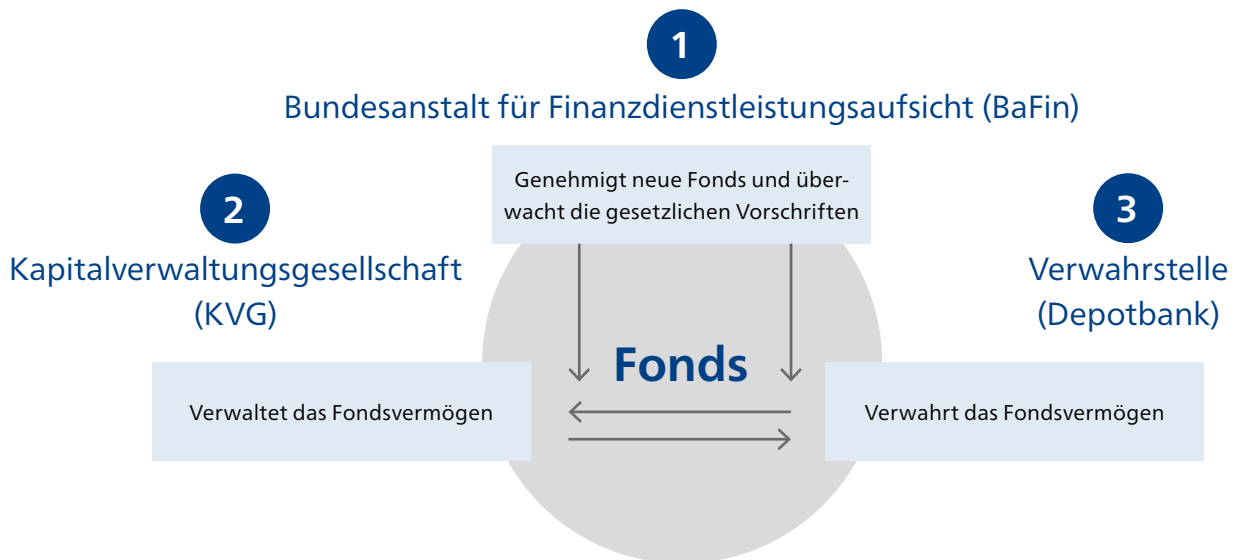 1
Bundesanstalt für Finanzdienstleistungsaufsicht (BaFin)
Genehmigt neue Fonds und über-
wacht die gesetzlichen Vorschriften
2
Kapitalverwaltungsgesellschaft
(KVG)
Verwaltet das Fondsvermögen
Fonds
3
Verwahrstelle
(Depotbank)
Verwahrt das Fondsvermögen